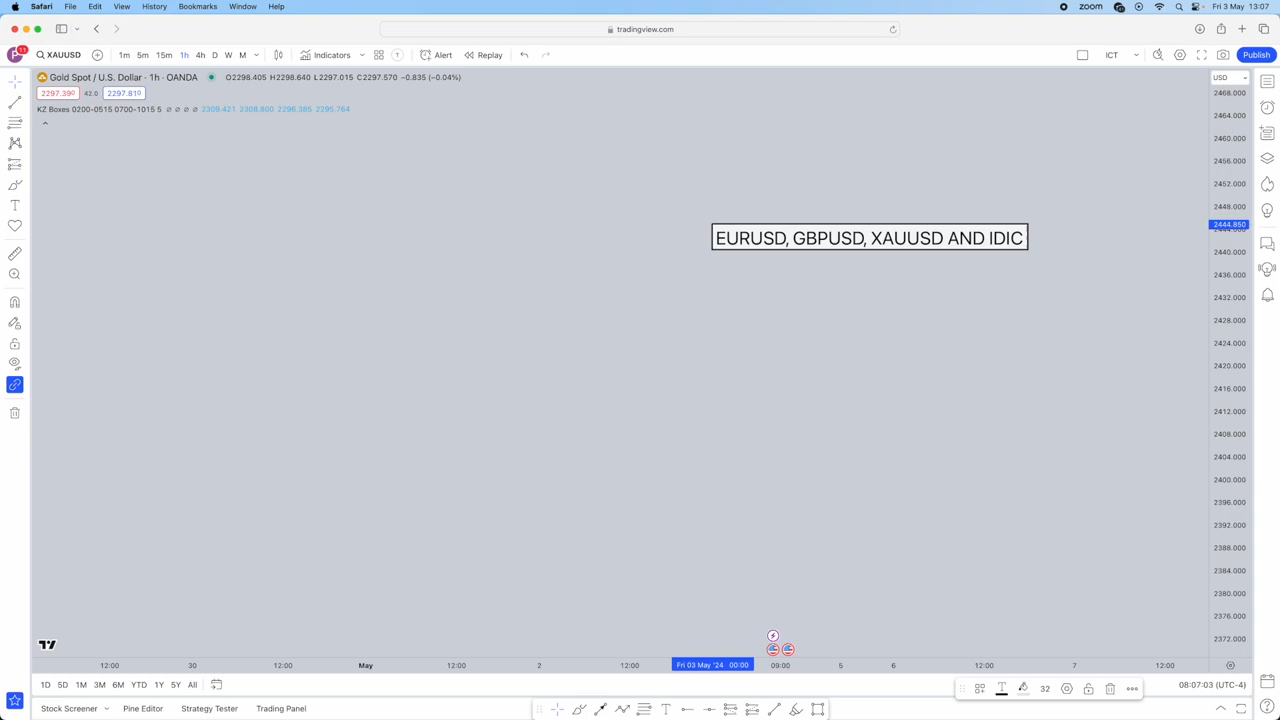 Safari File Edit View History Bookmarks Window Help
zoom Fri 3 May 13:07
tradingview.com
P 11 XAUUSD 1m 5m 15m 1h 4h D W M Indicators Alert Replay ICT Publish
Gold Spot / U.S. Dollar · 1h · OANDA O2298.405 H2298.640 L2297.015 C2297.570 −0.835 (−0.04%)
USD
2297.390 42.0 2297.810
KZ Boxes 0200-0515 0700-1015 5 ∅ ∅ ∅ ∅ 2309.421 2308.800 2296.385 2295.764
2468.000
2464.000
2460.000
2456.000
2452.000
2448.000
2444.850
EURUSD, GBPUSD, XAUUSD AND IDIC
2440.000
2436.000
2432.000
2428.000
2424.000
2420.000
2416.000
2412.000
2408.000
2404.000
2400.000
2396.000
2392.000
2388.000
2384.000
2380.000
2376.000
2372.000
12:00 30 12:00 May 12:00 2 12:00 Fri 03 May '24 00:00 09:00 5 6 12:00 7 12:00
1D 5D 1M 3M 6M YTD 1Y 5Y All 32 08:07:03 (UTC-4)
Stock Screener Pine Editor Strategy Tester Trading Panel